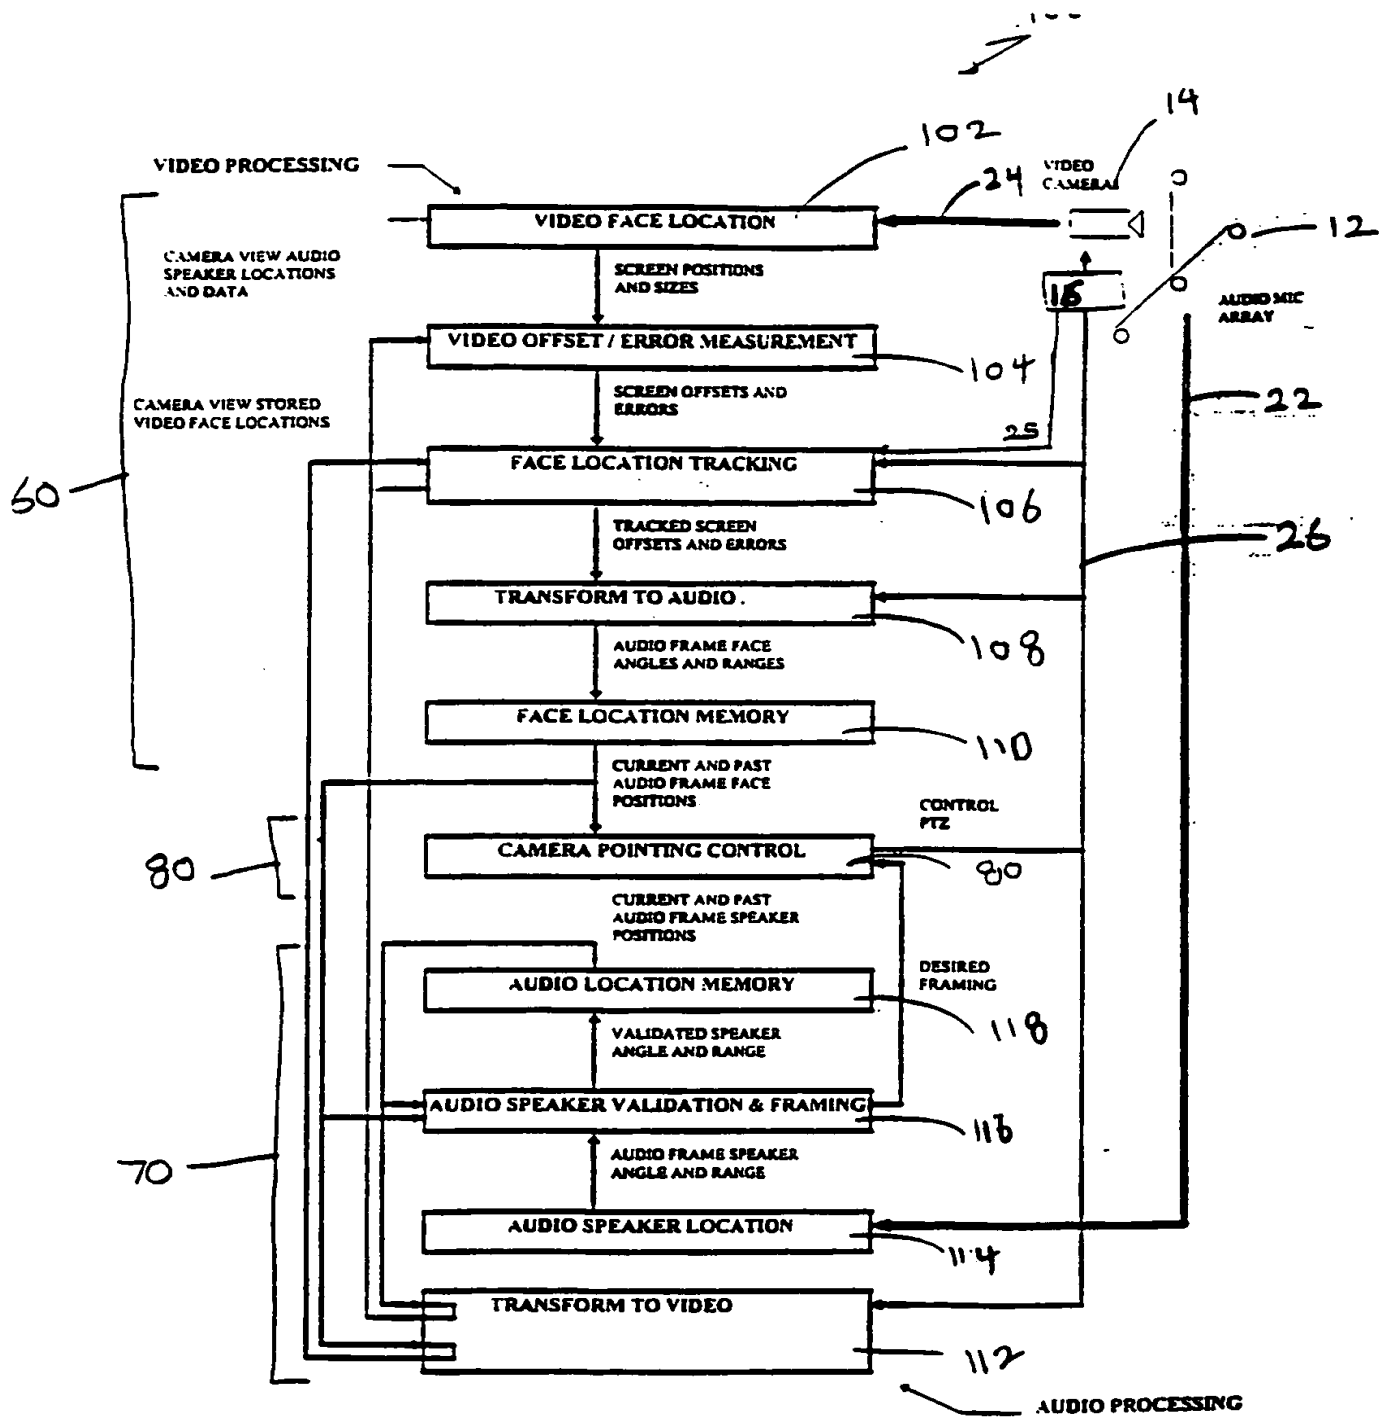 14
102
VIDEO PROCESSING
24
VIDEO
CAMERA
VIDEO FACE LOCATION
12
CAMERA VIEW AUDIO
SPEAKER LOCATIONS
AND DATA
SCREEN POSITIONS
AND SIZES
AUDIO MIC
ARRAY
VIDEO OFFSET / ERROR MEASUREMENT
104
SCREEN OFFSETS AND
ERRORS
22
CAMERA VIEW STORED
VIDEO FACE LOCATIONS
25
FACE LOCATION TRACKING
60
106
TRACKED SCREEN
OFFSETS AND ERRORS
26
TRANSFORM TO AUDIO .
108
AUDIO FRAME FACE
ANGLES AND RANGES
FACE LOCATION MEMORY
110
CURRENT AND PAST
AUDIO FRAME FACE
POSITIONS
CONTROL
PTZ
CAMERA POINTING CONTROL
80
80
CURRENT AND PAST
AUDIO FRAME SPEAKER
POSITIONS
DESIRED
FRAMING
AUDIO LOCATION MEMORY
118
VALIDATED SPEAKER
ANGLE AND RANGE
AUDIO SPEAKER VALIDATION & FRAMING
116
AUDIO FRAME SPEAKER
ANGLE AND RANGE
70
AUDIO SPEAKER LOCATION
114
TRANSFORM TO VIDEO
112
AUDIO PROCESSING